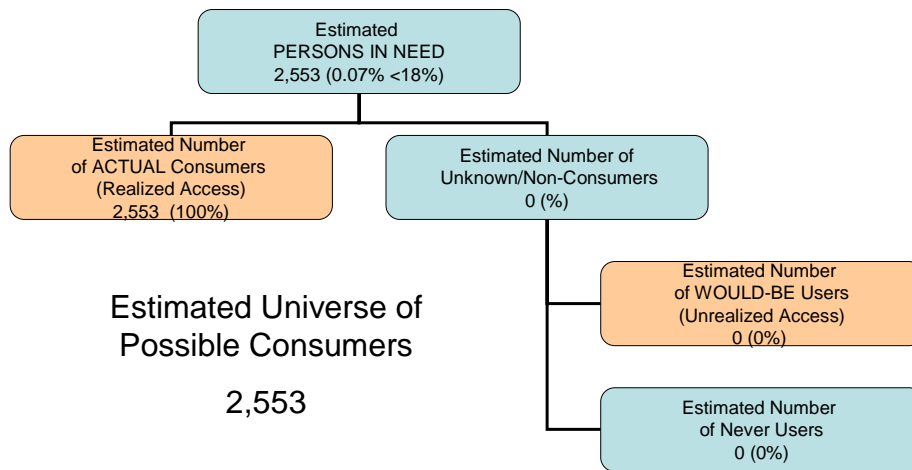 Estimated
PERSONS IN NEED
2,553 (0.07% <18%)
Estimated Number
of ACTUAL Consumers
(Realized Access)
2,553 (100%)
Estimated Number of
Unknown/Non-Consumers
0 (%)
Estimated Number
of WOULD-BE Users
(Unrealized Access)
0 (0%)
Estimated Universe of
Possible Consumers
2,553
Estimated Number
of Never Users
0 (0%)